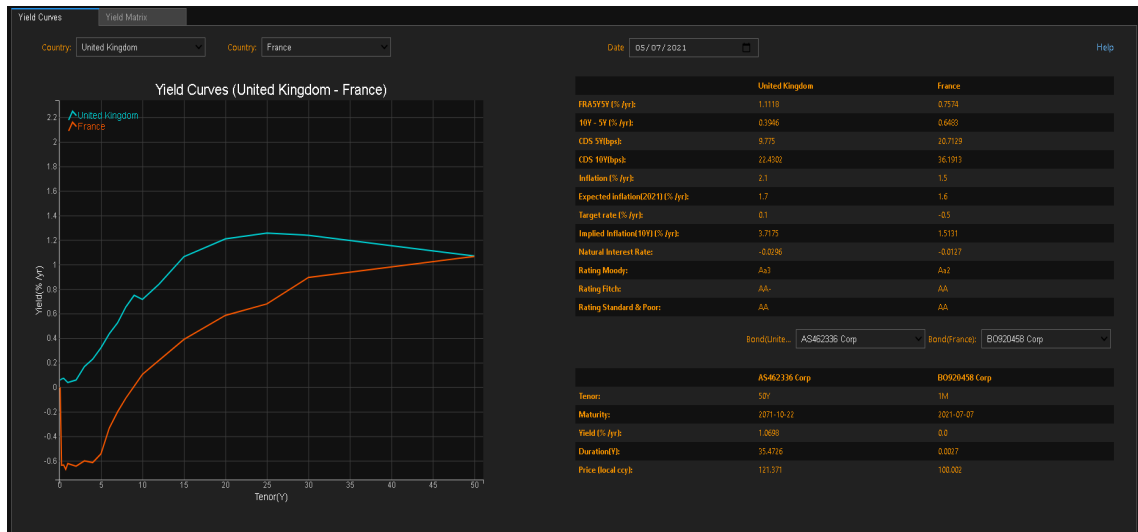 Yield Curves Yield Matrix
Country: United Kingdom Country: France Date 05/07/2021 Help
Yield Curves (United Kingdom - France)
United Kingdom
France
2.2
2
1.8
1.6
1.4
1.2
1
0.8
0.6
0.4
0.2
0
-0.2
-0.4
-0.6
Yield(% /yr)
0 5 10 15 20 25 30 35 40 45 50
Tenor(Y)
United Kingdom France
FRA5Y5Y (% /yr): 1.1118 0.7574
10Y - 5Y (% /yr): 0.3946 0.6483
CDS 5Y(bps): 9.775 20.7129
CDS 10Y(bps): 22.4302 36.1913
Inflation (% /yr): 2.1 1.5
Expected inflation(2021) (% /yr): 1.7 1.6
Target rate (% /yr): 0.1 -0.5
Implied Inflation(10Y) (% /yr): 3.7175 1.5131
Natural Interest Rate: -0.0296 -0.0127
Rating Moody: Aa3 Aa2
Rating Fitch: AA- AA
Rating Standard & Poor: AA AA
Bond(Unite... AS462336 Corp Bond(France): BO920458 Corp
AS462336 Corp BO920458 Corp
Tenor: 50Y 1M
Maturity: 2071-10-22 2021-07-07
Yield (% /yr): 1.0698 0.0
Duration(Y): 35.4726 0.0027
Price (local ccy): 121.371 100.002